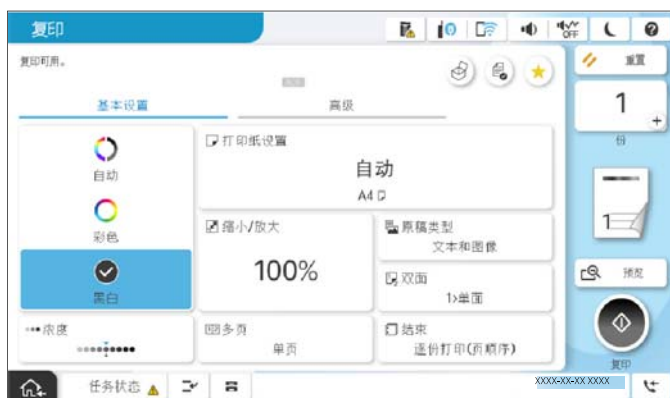 复印
OFF
复印可用。
重置
基本设置
高级
1
份
自动
彩色
黑白
打印纸设置
自动
A4
缩小/放大
100%
原稿类型
文本和图像
双面
1>单面
1
预览
浓度
多页
单页
结束
逐份打印(页顺序)
复印
任务状态
XXXX-XX-XX XXXX